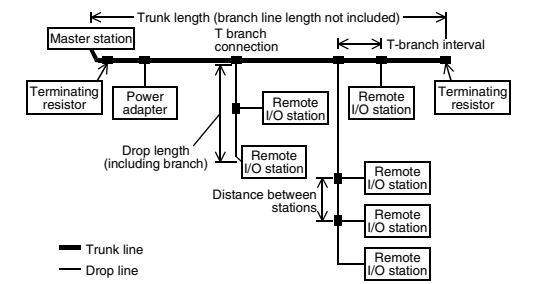 Trunk length (branch line length not included)
Master station
T branch
connection
T-branch interval
Terminating
resistor
Power
adapter
Remote
I/O station
Remote
I/O station
Terminating
resistor
Drop length
(including branch)
Remote
I/O station
Distance between
stations
Remote
I/O station
Remote
I/O station
Remote
I/O station
Trunk line
Drop line